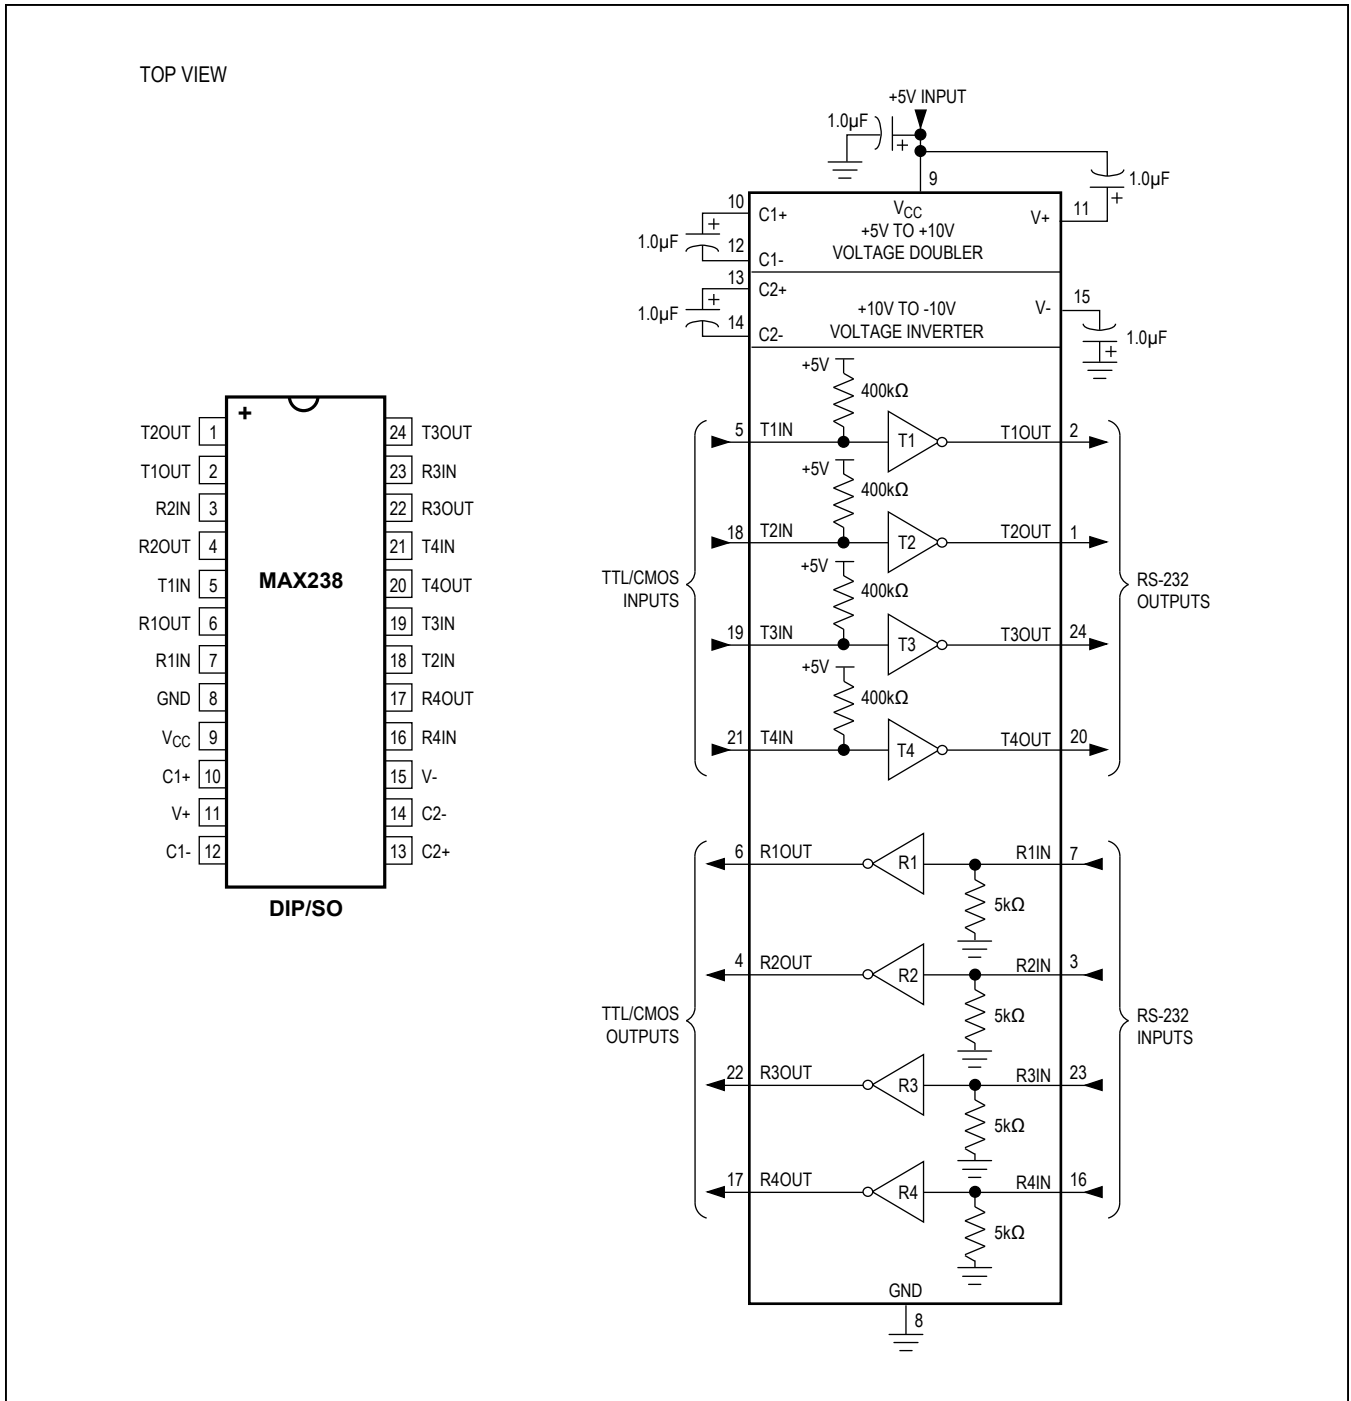 TOP VIEW
+
MAX238
DIP/SO
T2OUT 1
T1OUT 2
R2IN 3
R2OUT 4
T1IN 5
R1OUT 6
R1IN 7
GND 8
VCC 9
C1+ 10
V+ 11
C1- 12
24 T3OUT
23 R3IN
22 R3OUT
21 T4IN
20 T4OUT
19 T3IN
18 T2IN
17 R4OUT
16 R4IN
15 V-
14 C2-
13 C2+
+5V INPUT
1.0µF
+
9
1.0µF
+
10 C1+
1.0µF
+
12 C1-
VCC
+5V TO +10V
VOLTAGE DOUBLER
V+ 11
13 C2+
1.0µF
+
14 C2-
+10V TO -10V
VOLTAGE INVERTER
V- 15
1.0µF
+
+5V
400kΩ
5 T1IN T1 T1OUT 2
+5V
400kΩ
18 T2IN T2 T2OUT 1
+5V
400kΩ
19 T3IN T3 T3OUT 24
+5V
400kΩ
21 T4IN T4 T4OUT 20
TTL/CMOS
INPUTS
RS-232
OUTPUTS
6 R1OUT R1 R1IN 7
5kΩ
4 R2OUT R2 R2IN 3
5kΩ
22 R3OUT R3 R3IN 23
5kΩ
17 R4OUT R4 R4IN 16
5kΩ
TTL/CMOS
OUTPUTS
RS-232
INPUTS
GND
8